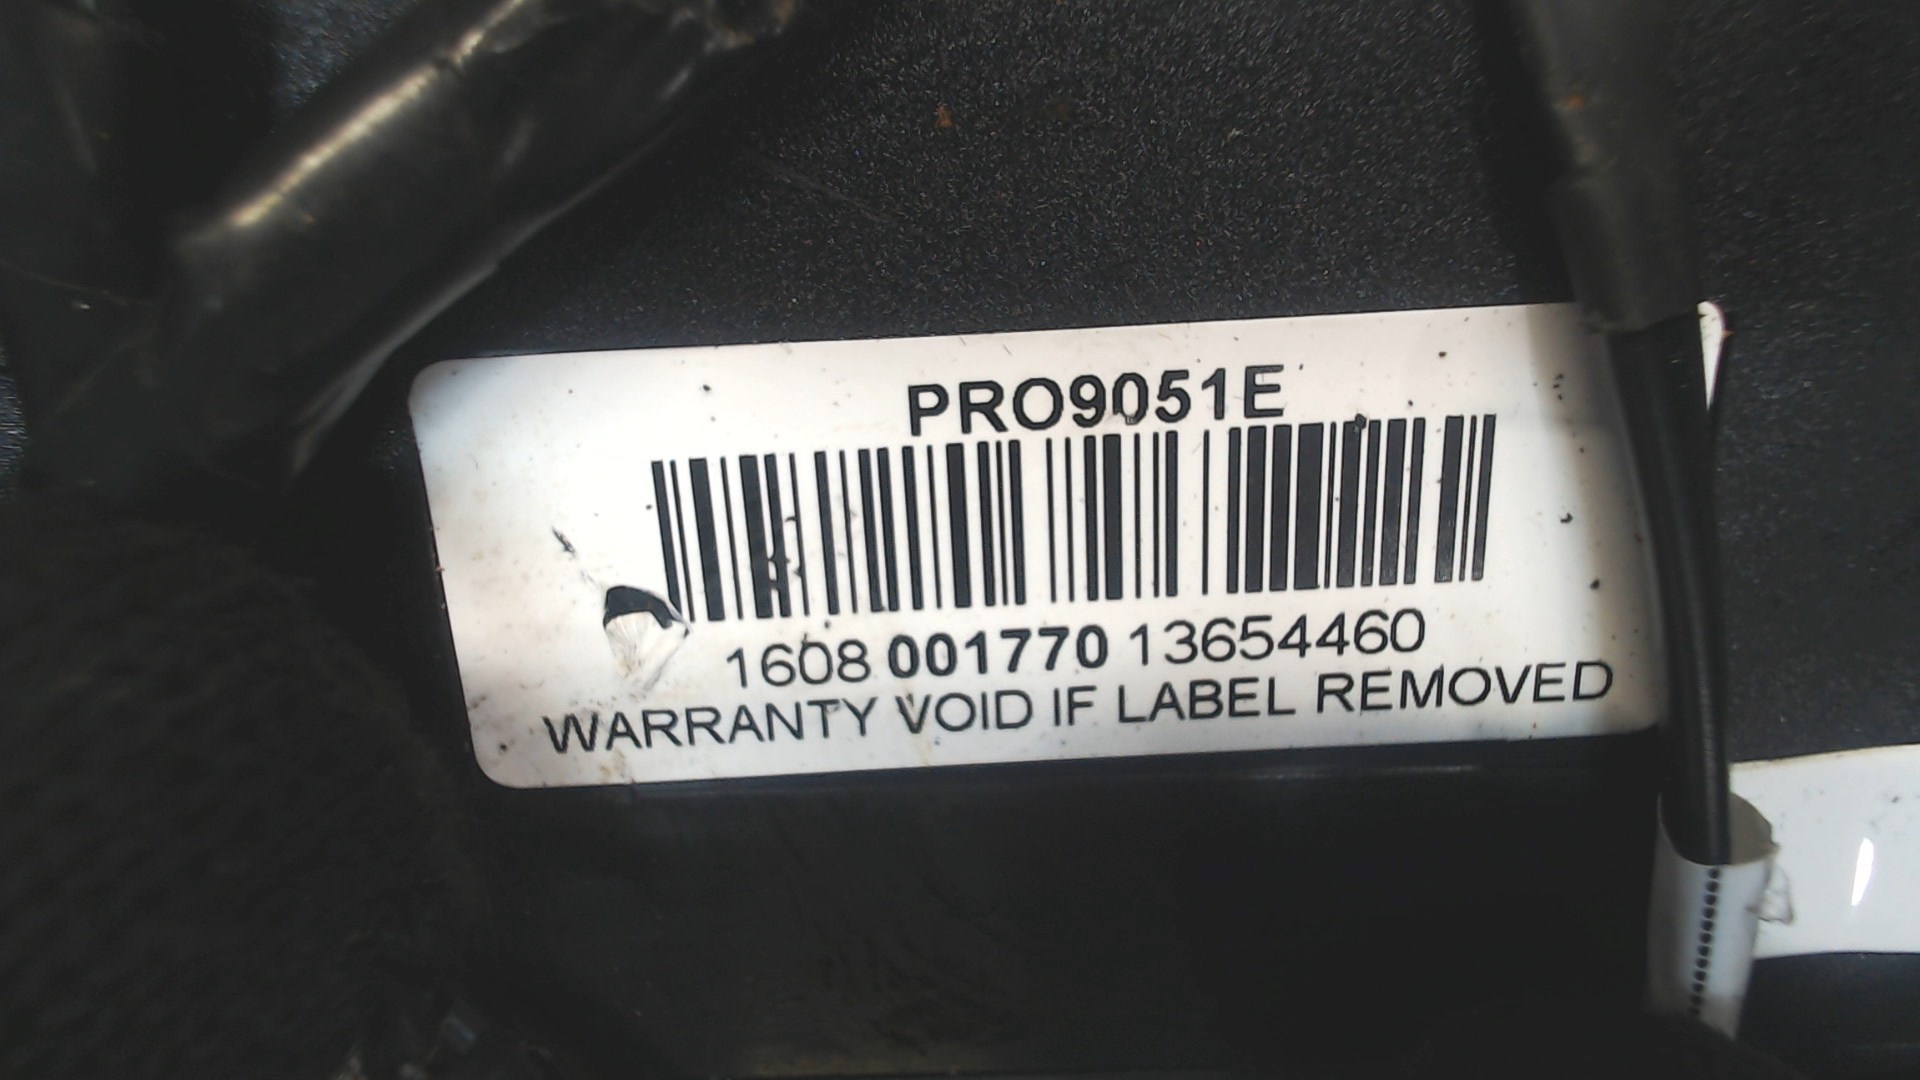 PRO9051E
1608 001770 13654460
WARRANTY VOID IF LABEL REMOVED